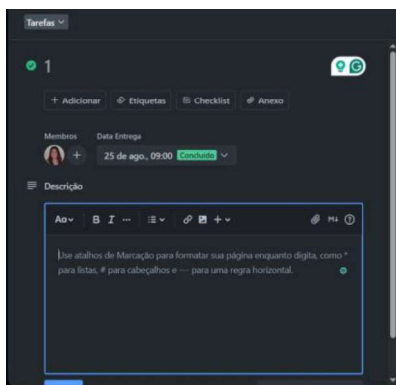 Tarefas
1
+ Adicionar Etiquetas Checklist Anexo
Membros Data Entrega
25 de ago., 09:00 Concluído
Descrição
Aa B I ... M↓
Use atalhos de Marcação para formatar sua página enquanto digita, como *
para listas, # para cabeçalhos e --- para uma regra horizontal.